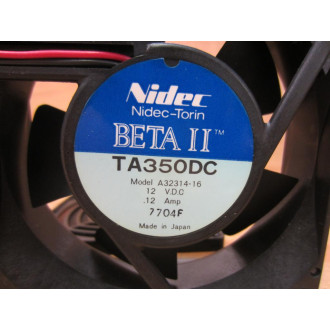 Nidec
Nidec-Torin
BETA II™
TA350DC
Model A32314-16
12 V.D.C
.12 Amp
7704F
Made in Japan